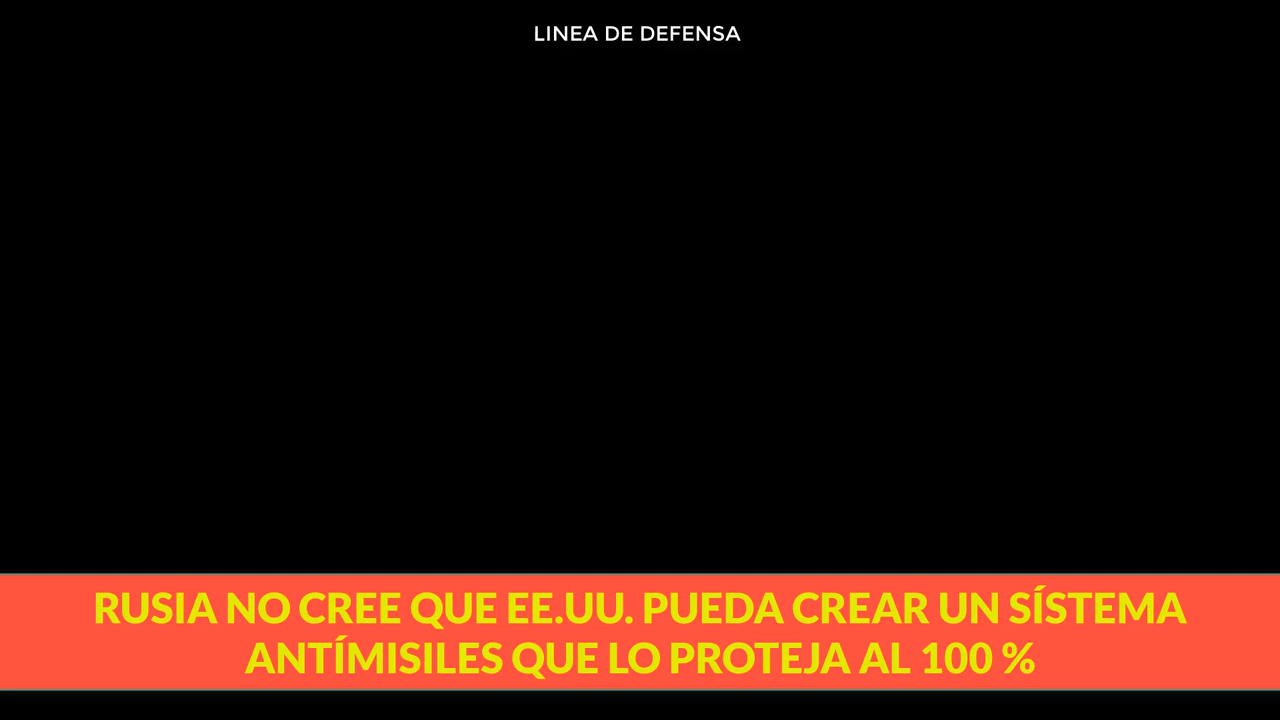 LINEA DE DEFENSA
RUSIA NO CREE QUE EE.UU. PUEDA CREAR UN SÍSTEMA
ANTÍMISILES QUE LO PROTEJA AL 100 %